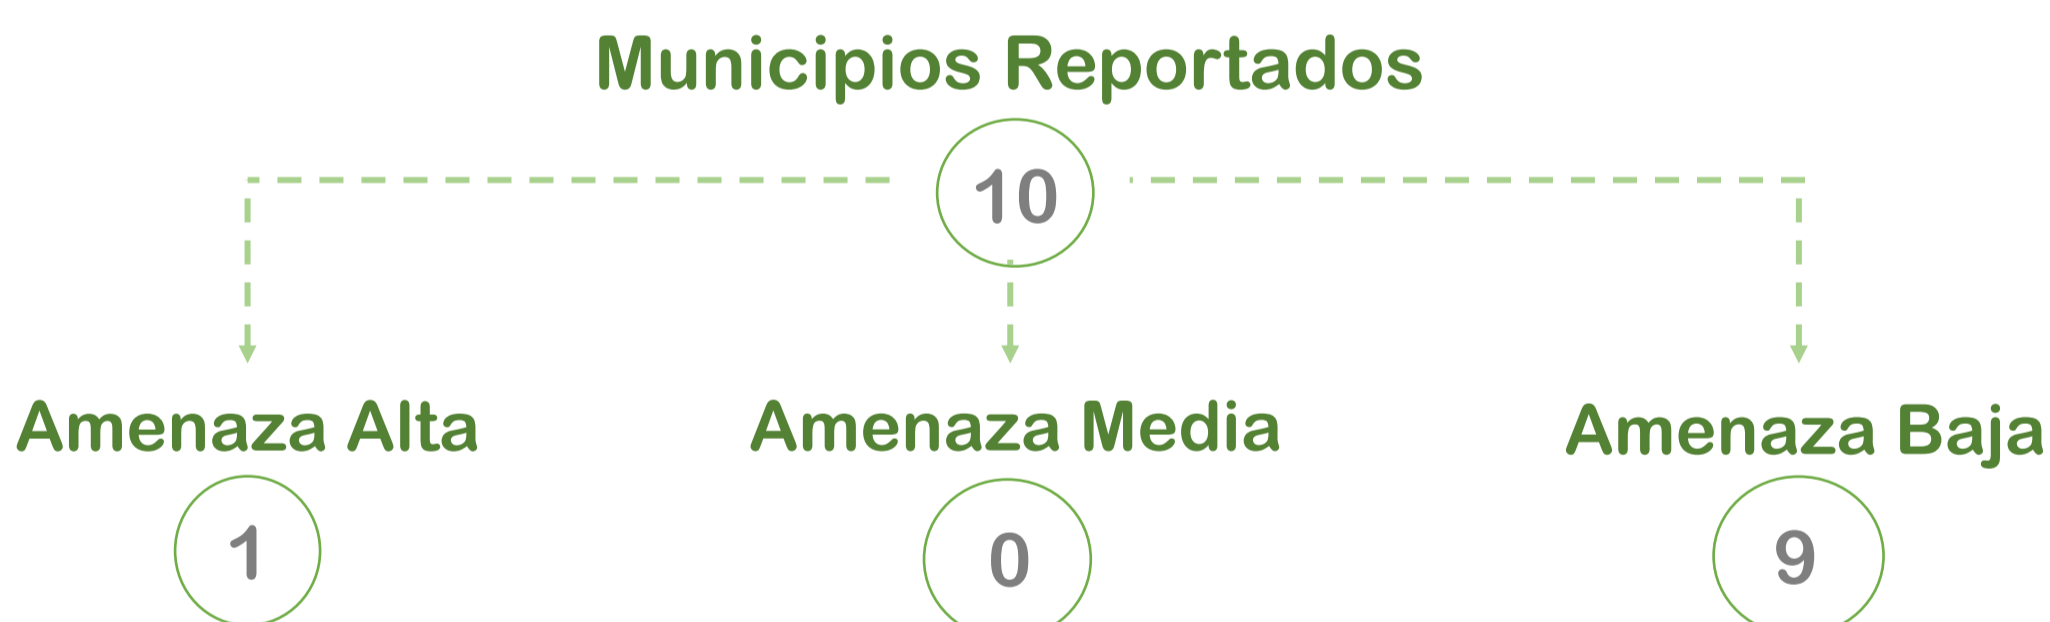 Municipios Reportados
10
Amenaza Alta
Amenaza Media
Amenaza Baja
1
0
9